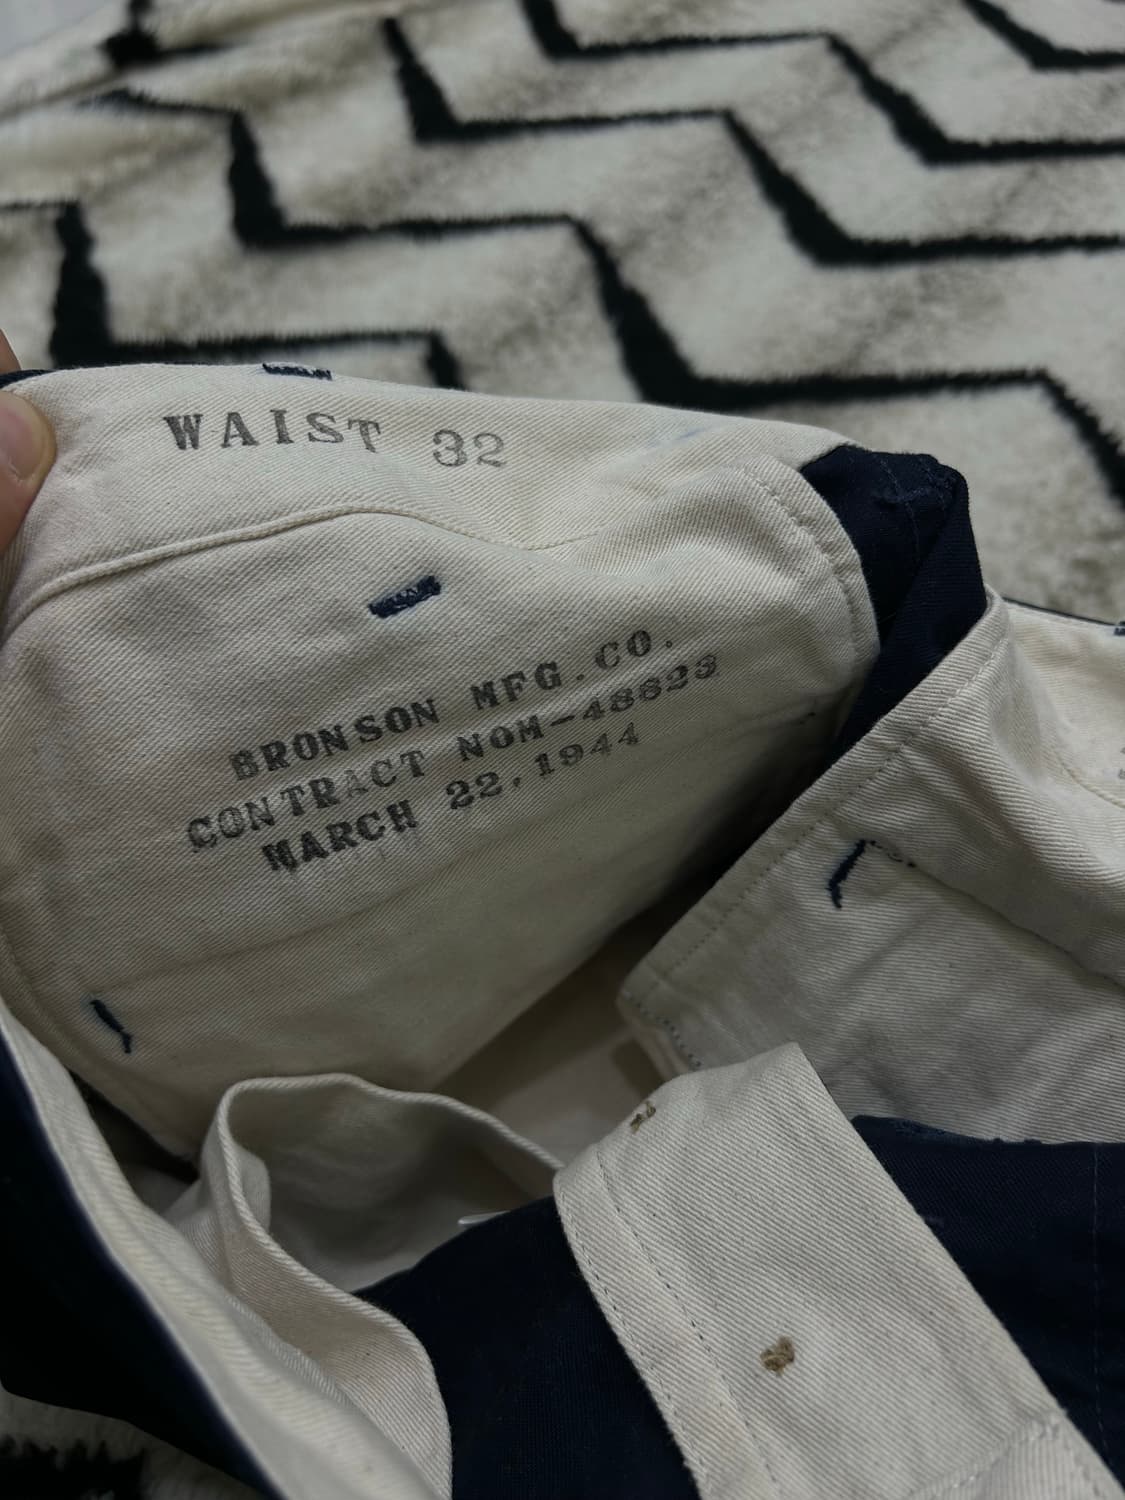 WAIST 32
BRONSON MFG.CO.
CONTRACT NOM-48823
MARCH 22,1944